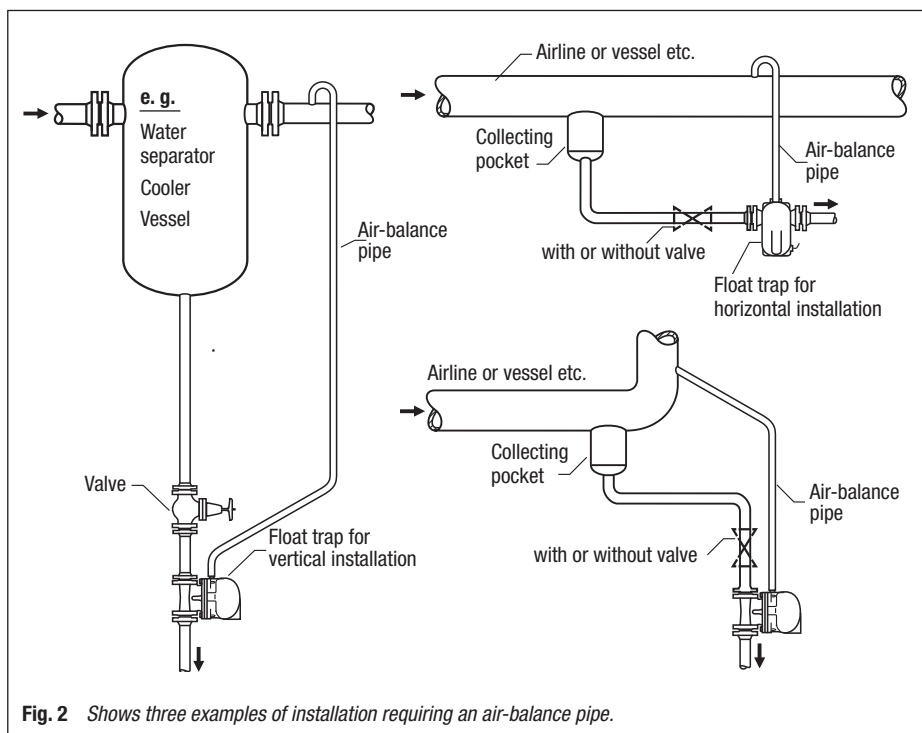 e. g.
Water
separator
Cooler
Vessel
Air-balance
pipe
Valve
Float trap for
vertical installation
Airline or vessel etc.
Collecting
pocket
Air-balance
pipe
with or without valve
Float trap for
horizontal installation
Airline or vessel etc.
Collecting
pocket
Air-balance
pipe
with or without valve
Fig. 2 Shows three examples of installation requiring an air-balance pipe.